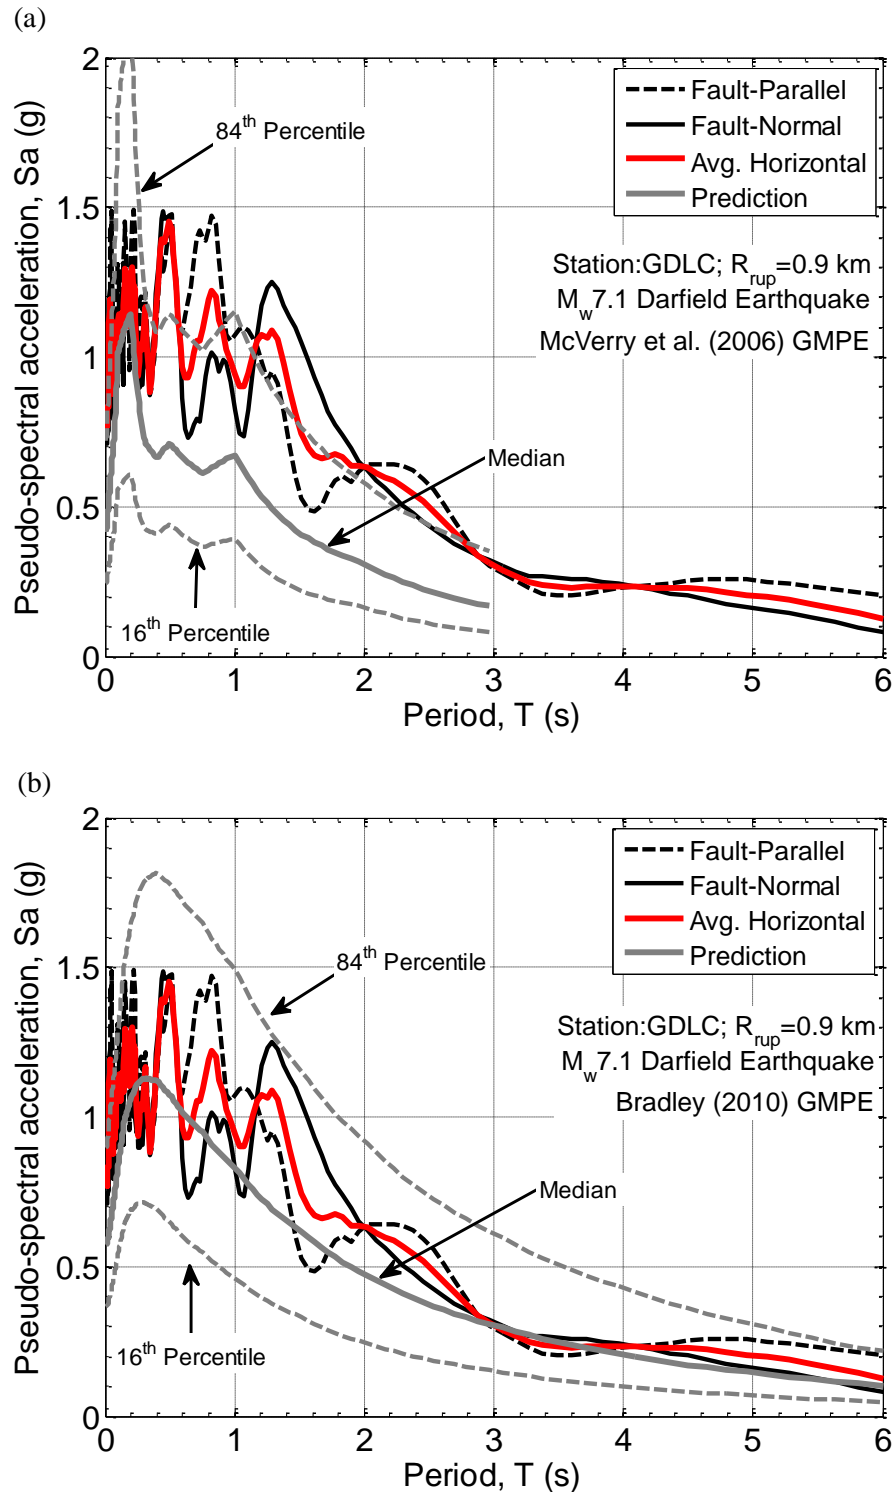 (a)
2
1.5
1
0.5
0
0 1 2 3 4 5 6
Pseudo-spectral acceleration, Sa (g)
Period, T (s)
Fault-Parallel
Fault-Normal
Avg. Horizontal
Prediction
84th Percentile
Station:GDLC; Rrup=0.9 km
Mw7.1 Darfield Earthquake
McVerry et al. (2006) GMPE
Median
16th Percentile
(b)
2
1.5
1
0.5
0
0 1 2 3 4 5 6
Pseudo-spectral acceleration, Sa (g)
Period, T (s)
Fault-Parallel
Fault-Normal
Avg. Horizontal
Prediction
84th Percentile
Station:GDLC; Rrup=0.9 km
Mw7.1 Darfield Earthquake
Bradley (2010) GMPE
Median
16th Percentile